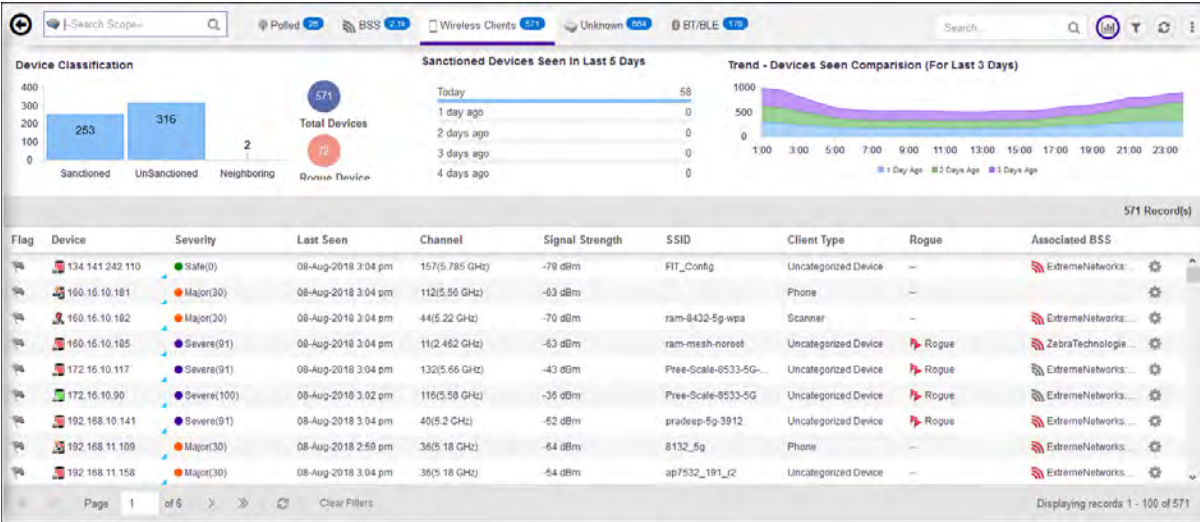 --Search Scope--
Polled 26 BSS 2.1k Wireless Clients 571 Unknown 664 BT/BLE 170 Search...
Device Classification
400
300
200
100
0
253
316
2
Sanctioned UnSanctioned Neighboring
571
Total Devices
72
Rogue Device
Sanctioned Devices Seen In Last 5 Days
Today 58
1 day ago 0
2 days ago 0
3 days ago 0
4 days ago 0
Trend - Devices Seen Comparision (For Last 3 Days)
1000
500
0
1:00 3:00 5:00 7:00 9:00 11:00 13:00 15:00 17:00 19:00 21:00 23:00
1 Day Ago 2 Days Ago 3 Days Ago
571 Record(s)
Flag Device Severity Last Seen Channel Signal Strength SSID Client Type Rogue Associated BSS
134.141.242.110 Safe(0) 08-Aug-2018 3:04 pm 157(5.785 GHz) -79 dBm FIT_Config Uncategorized Device -- ExtremeNetworks:...
160.16.10.181 Major(30) 08-Aug-2018 3:04 pm 112(5.56 GHz) -63 dBm Phone --
160.16.10.182 Major(30) 08-Aug-2018 3:04 pm 44(5.22 GHz) -70 dBm ram-8432-5g-wpa Scanner -- ExtremeNetworks:...
160.16.10.185 Severe(91) 08-Aug-2018 3:04 pm 11(2.462 GHz) -63 dBm ram-mesh-noroot Uncategorized Device Rogue ZebraTechnologie...
172.16.10.117 Severe(91) 08-Aug-2018 3:04 pm 132(5.66 GHz) -43 dBm Pree-Scale-8533-5G-... Uncategorized Device Rogue ExtremeNetworks:...
172.16.10.90 Severe(100) 08-Aug-2018 3:02 pm 116(5.58 GHz) -36 dBm Pree-Scale-8533-5G Uncategorized Device Rogue ExtremeNetworks:...
192.168.10.141 Severe(91) 08-Aug-2018 3:04 pm 40(5.2 GHz) -52 dBm pradeep-5g-3912 Uncategorized Device Rogue ExtremeNetworks:...
192.168.11.109 Major(30) 08-Aug-2018 2:59 pm 36(5.18 GHz) -44 dBm 8132_5g Phone -- ExtremeNetworks:...
192.168.11.158 Major(30) 08-Aug-2018 3:04 pm 36(5.18 GHz) -54 dBm ap7532_191_r2 Uncategorized Device -- ExtremeNetworks:...
Page 1 of 6 Clear Filters Displaying records 1 - 100 of 571